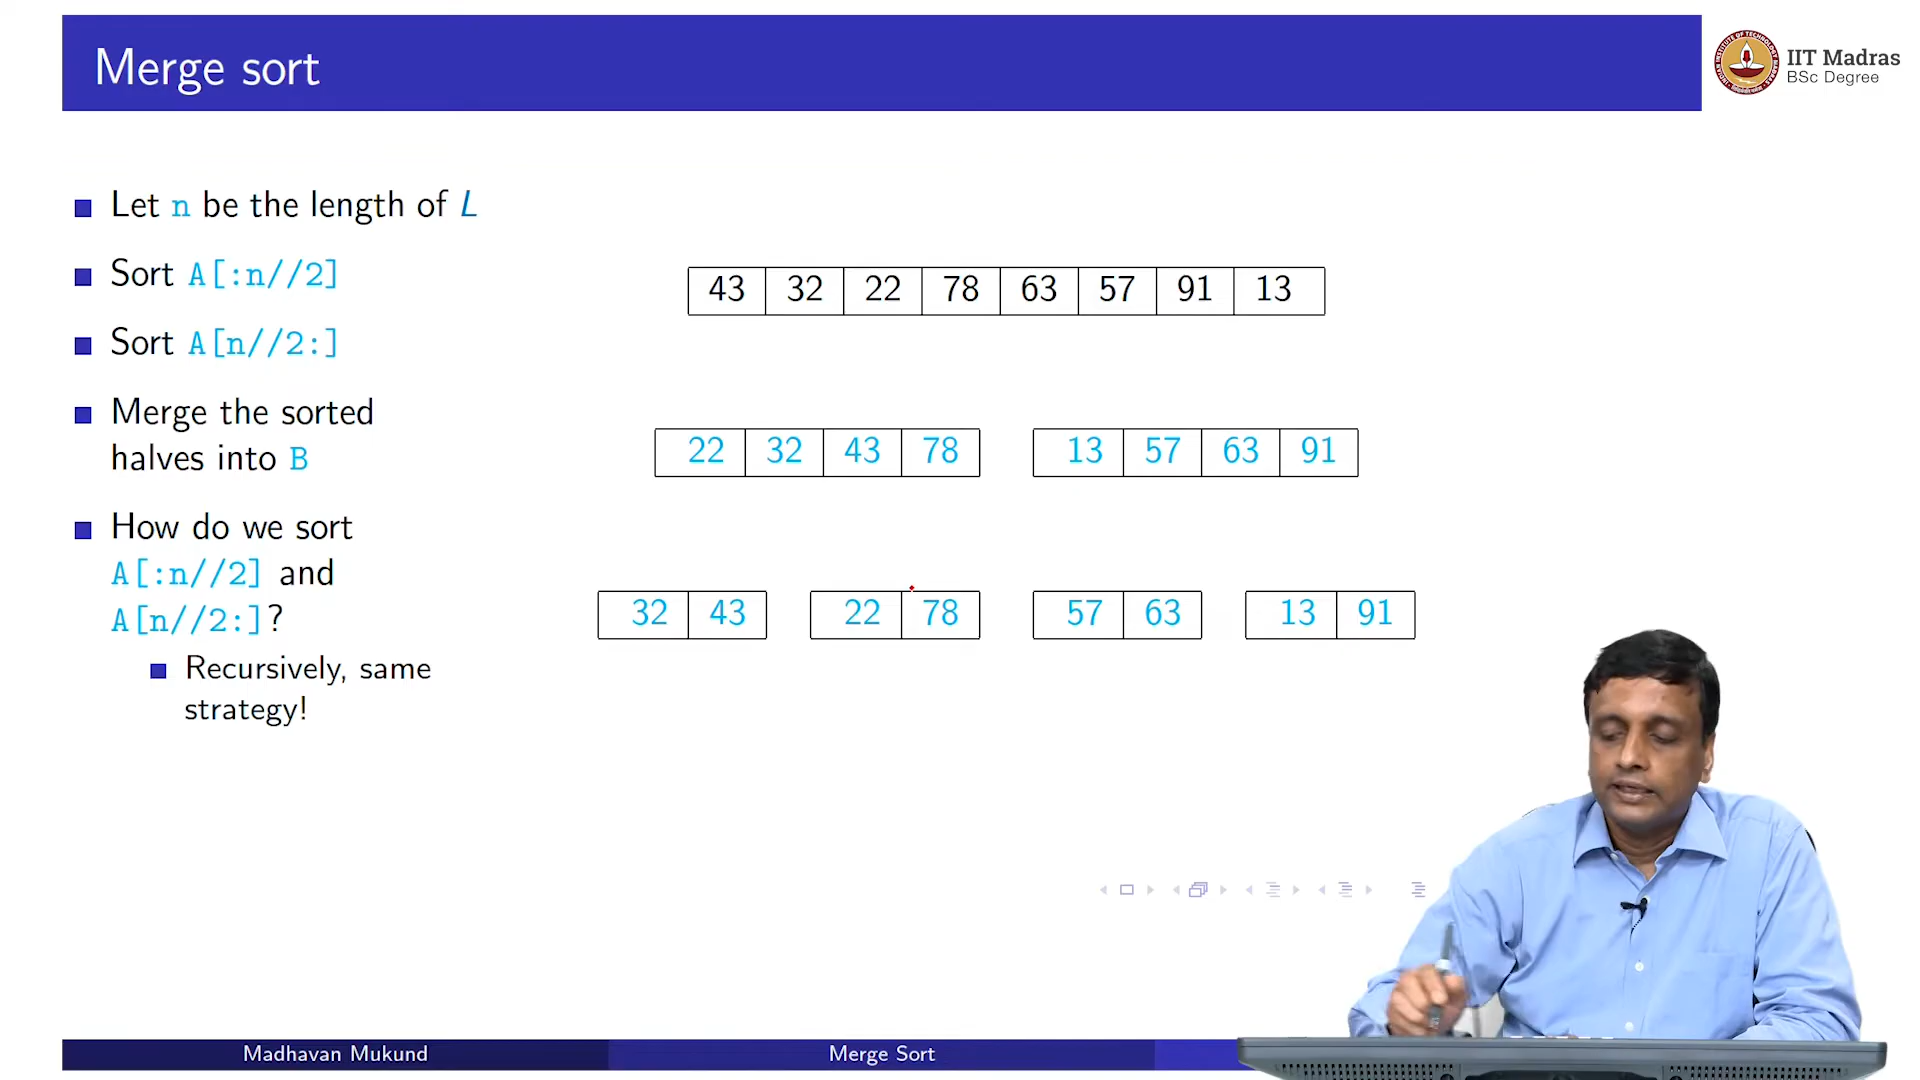 Merge sort
IIT Madras
BSc Degree
Let n be the length of L
Sort A[:n//2]
Sort A[n//2:]
Merge the sorted
halves into B
How do we sort
A[:n//2] and
A[n//2:]?
Recursively, same
strategy!
43 32 22 78 63 57 91 13
22 32 43 78 13 57 63 91
32 43 22 78 57 63 13 91
Madhavan Mukund Merge Sort